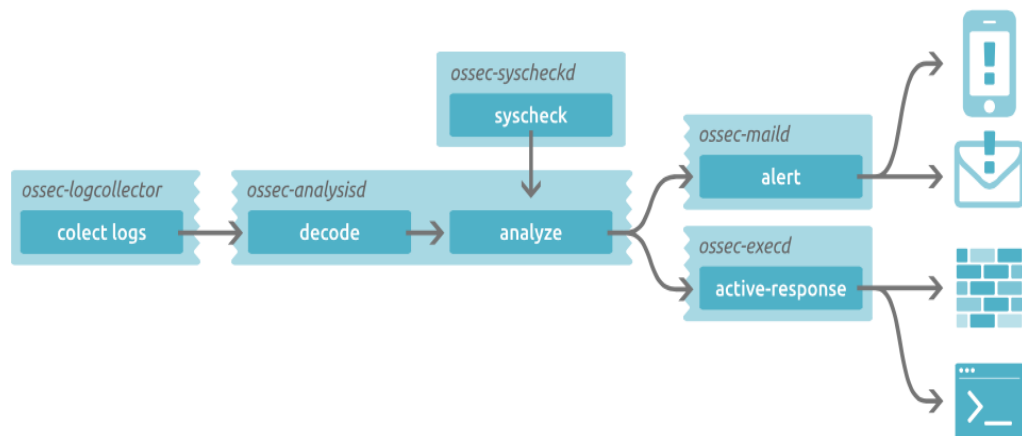 ossec-syscheckd
syscheck
ossec-maild
alert
ossec-logcollector
colect logs
ossec-analysisd
decode
analyze
ossec-execd
active-response